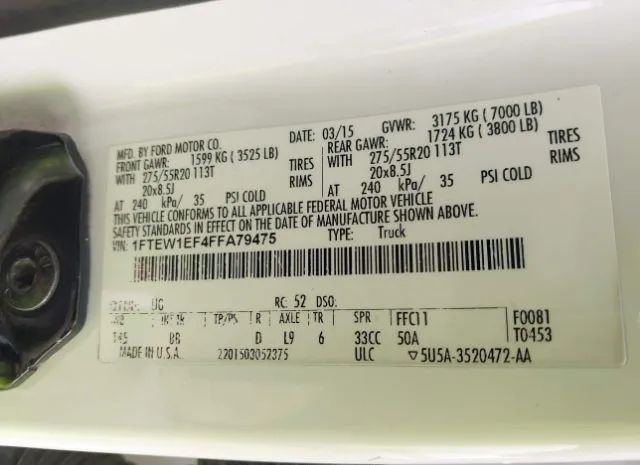 MFD. BY FORD MOTOR CO. DATE: 03/15 GVWR: 3175 KG ( 7000 LB)
FRONT GAWR: 1599 KG ( 3525 LB) REAR GAWR: 1724 KG ( 3800 LB)
WITH 275/55R20 113T TIRES WITH 275/55R20 113T TIRES
20x8.5J RIMS 20x8.5J RIMS
AT 240 kPa/ 35 PSI COLD AT 240 kPa/ 35 PSI COLD
THIS VEHICLE CONFORMS TO ALL APPLICABLE FEDERAL MOTOR VEHICLE
SAFETY STANDARDS IN EFFECT ON THE DATE OF MANUFACTURE SHOWN ABOVE.
VIN: 1FTEW1EF4FFA79475 TYPE: Truck
UG RC: 52 DSO:
TP/PS R AXLE TR SPR FFC11 F0081
145 BB D L9 6 33CC 50A T0453
MADE IN U.S.A. 2201503052375 ULC ▽5U5A-3520472-AA